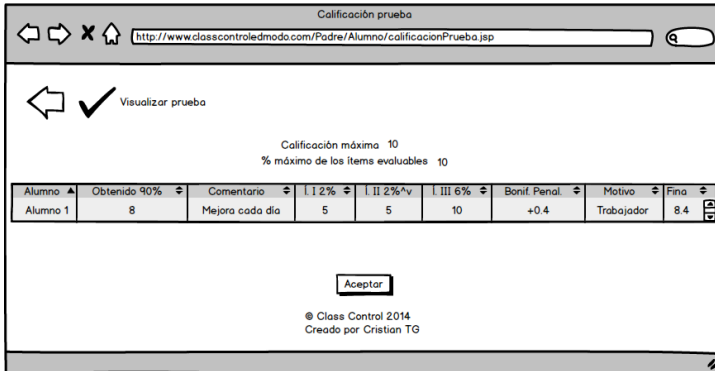 Calificación prueba
http://www.classcontroledmodo.com/Padre/Alumno/calificacionPrueba.jsp
Visualizar prueba
Calificación máxima 10
% máximo de los ítems evaluables 10
Alumno Obtenido 90% Comentario Í. I 2% Í. II 2%^v Í. III 6% Bonif. Penal. Motivo Fina
Alumno 1 8 Mejora cada día 5 5 10 +0.4 Trabajador 8.4
Aceptar
© Class Control 2014
Creado por Cristian TG